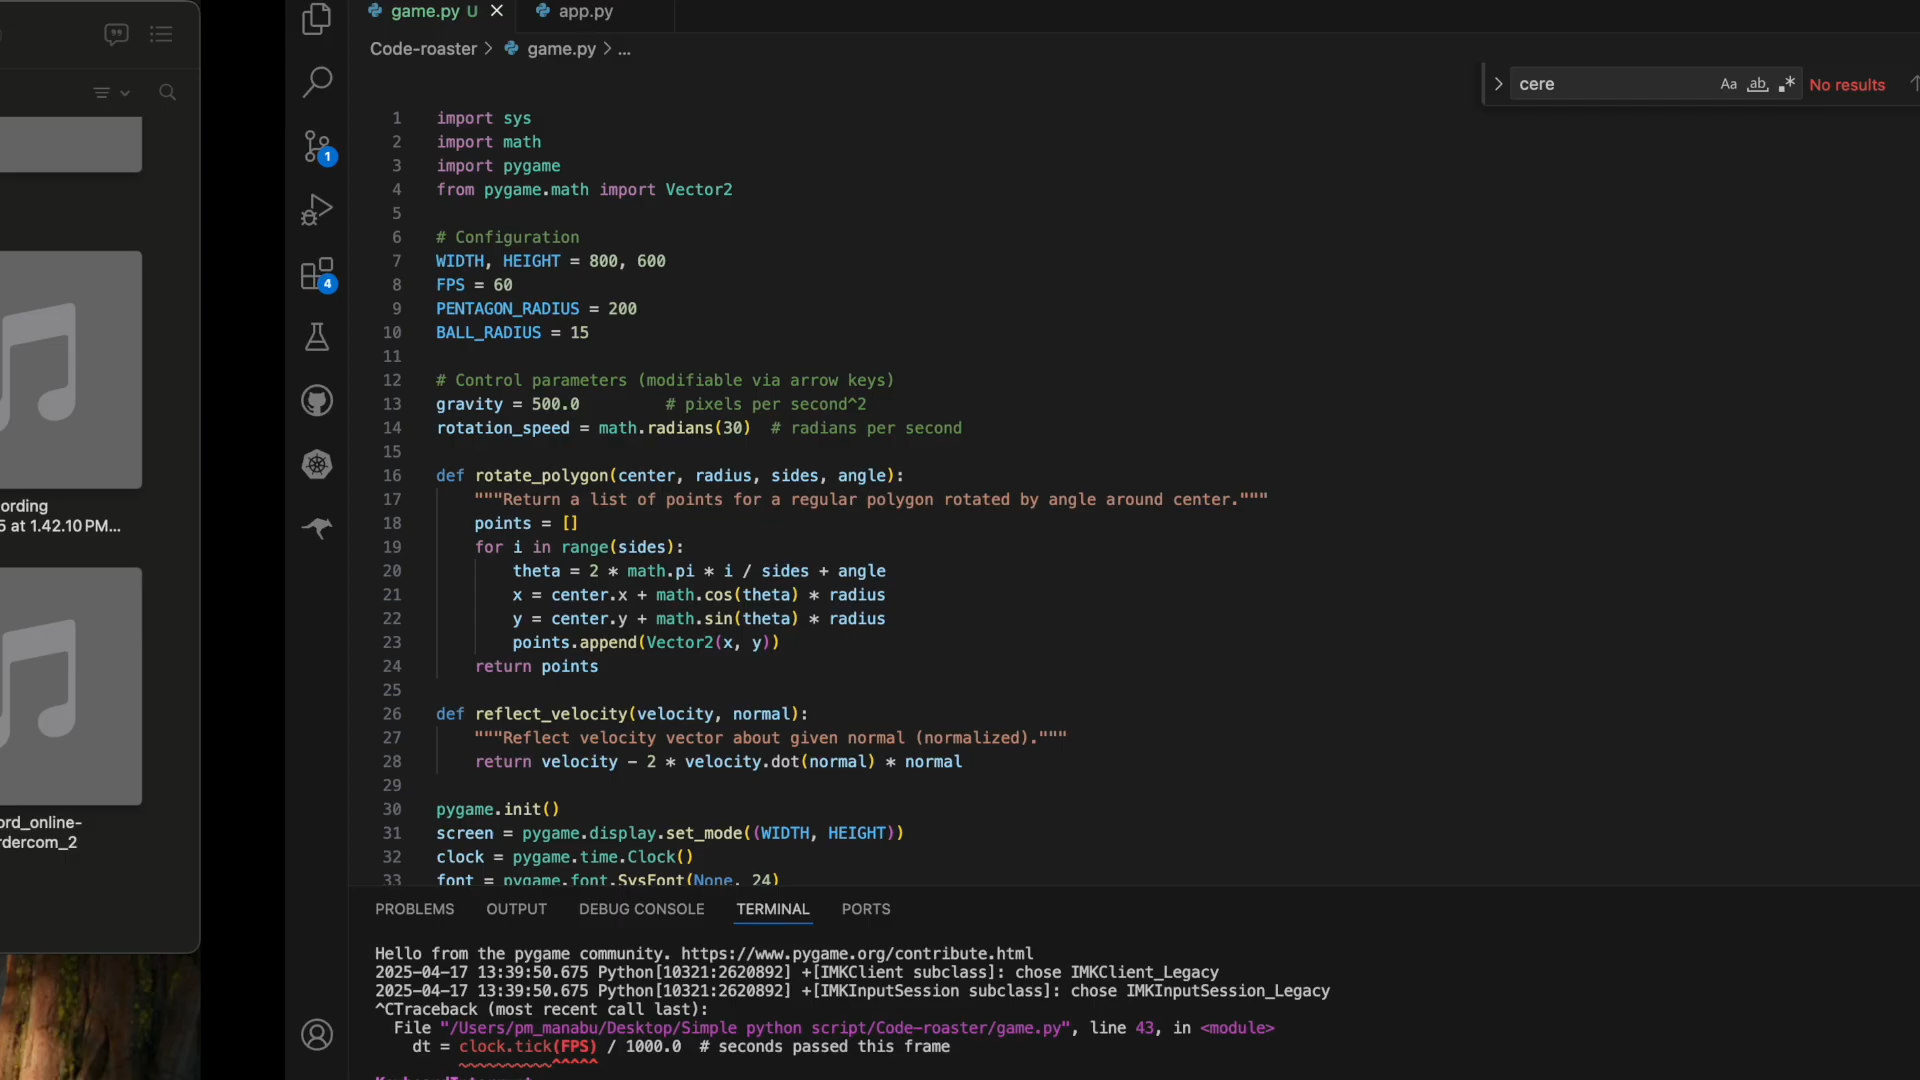 game.py U
app.py
Code-roaster > game.py > ...
cere
Aa
ab
No results
1
4
1 import sys
2 import math
3 import pygame
4 from pygame.math import Vector2
5
6 # Configuration
7 WIDTH, HEIGHT = 800, 600
8 FPS = 60
9 PENTAGON_RADIUS = 200
10 BALL_RADIUS = 15
11
12 # Control parameters (modifiable via arrow keys)
13 gravity = 500.0         # pixels per second^2
14 rotation_speed = math.radians(30)  # radians per second
15
16 def rotate_polygon(center, radius, sides, angle):
17     """Return a list of points for a regular polygon rotated by angle around center."""
18     points = []
19     for i in range(sides):
20         theta = 2 * math.pi * i / sides + angle
21         x = center.x + math.cos(theta) * radius
22         y = center.y + math.sin(theta) * radius
23         points.append(Vector2(x, y))
24     return points
25
26 def reflect_velocity(velocity, normal):
27     """Reflect velocity vector about given normal (normalized)."""
28     return velocity - 2 * velocity.dot(normal) * normal
29
30 pygame.init()
31 screen = pygame.display.set_mode((WIDTH, HEIGHT))
32 clock = pygame.time.Clock()
33 font = pygame.font.SysFont(None, 24)
ording
5 at 1.42.10 PM...
ord_online-
rdercom_2
PROBLEMS OUTPUT DEBUG CONSOLE TERMINAL PORTS
Hello from the pygame community. https://www.pygame.org/contribute.html
2025-04-17 13:39:50.675 Python[10321:2620892] +[IMKClient subclass]: chose IMKClient_Legacy
2025-04-17 13:39:50.675 Python[10321:2620892] +[IMKInputSession subclass]: chose IMKInputSession_Legacy
^CTraceback (most recent call last):
  File "/Users/pm_manabu/Desktop/Simple python script/Code-roaster/game.py", line 43, in <module>
    dt = clock.tick(FPS) / 1000.0  # seconds passed this frame
         ~~~~~~~~~~^^^^^